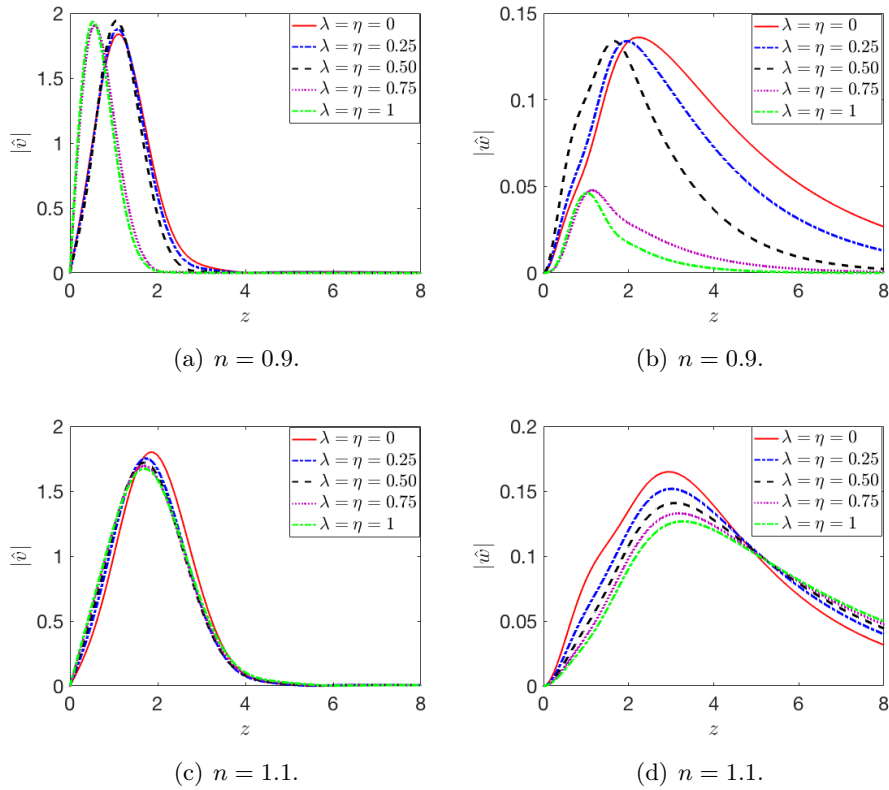 2
1.5
1
0.5
0
0 2 4 6 8
|v̂|
z
λ = η = 0
λ = η = 0.25
λ = η = 0.50
λ = η = 0.75
λ = η = 1
(a) n = 0.9.
0.15
0.1
0.05
0
0 2 4 6 8
|ŵ|
z
λ = η = 0
λ = η = 0.25
λ = η = 0.50
λ = η = 0.75
λ = η = 1
(b) n = 0.9.
2
1.5
1
0.5
0
0 2 4 6 8
|v̂|
z
λ = η = 0
λ = η = 0.25
λ = η = 0.50
λ = η = 0.75
λ = η = 1
(c) n = 1.1.
0.2
0.15
0.1
0.05
0
0 2 4 6 8
|ŵ|
z
λ = η = 0
λ = η = 0.25
λ = η = 0.50
λ = η = 0.75
λ = η = 1
(d) n = 1.1.